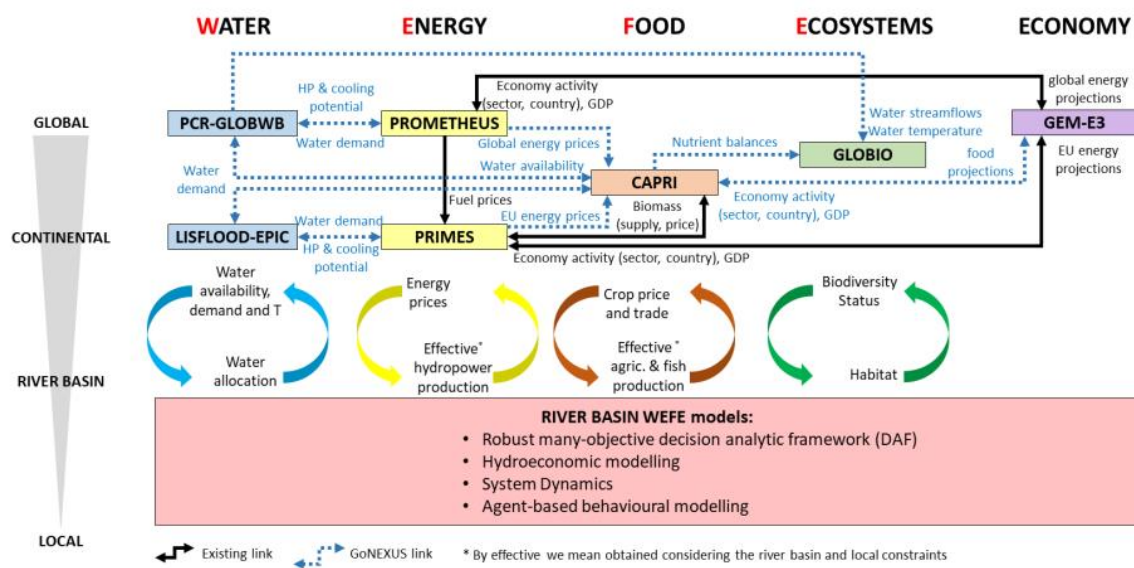 WATER
ENERGY
FOOD
ECOSYSTEMS
ECONOMY
GLOBAL
CONTINENTAL
RIVER BASIN
LOCAL
HP & cooling
potential
Economy activity
(sector, country), GDP
global energy
projections
PCR-GLOBWB
PROMETHEUS
Water streamflows
Water temperature
GEM-E3
Water demand
Global energy prices
Nutrient balances
GLOBIO
food
projections
EU energy
projections
Water availability
Water
demand
CAPRI
Fuel prices
Biomass
(supply, price)
Economy activity
(sector, country), GDP
Water demand
EU energy prices
LISFLOOD-EPIC
PRIMES
HP & cooling
potential
Economy activity (sector, country), GDP
Water
availability,
demand and T
Water
allocation
Energy
prices
Effective*
hydropower
production
Crop price
and trade
Effective *
agric. & fish
production
Biodiversity
Status
Habitat
RIVER BASIN WEFE models:
• Robust many-objective decision analytic framework (DAF)
• Hydroeconomic modelling
• System Dynamics
• Agent-based behavioural modelling
Existing link
GoNEXUS link
* By effective we mean obtained considering the river basin and local constraints